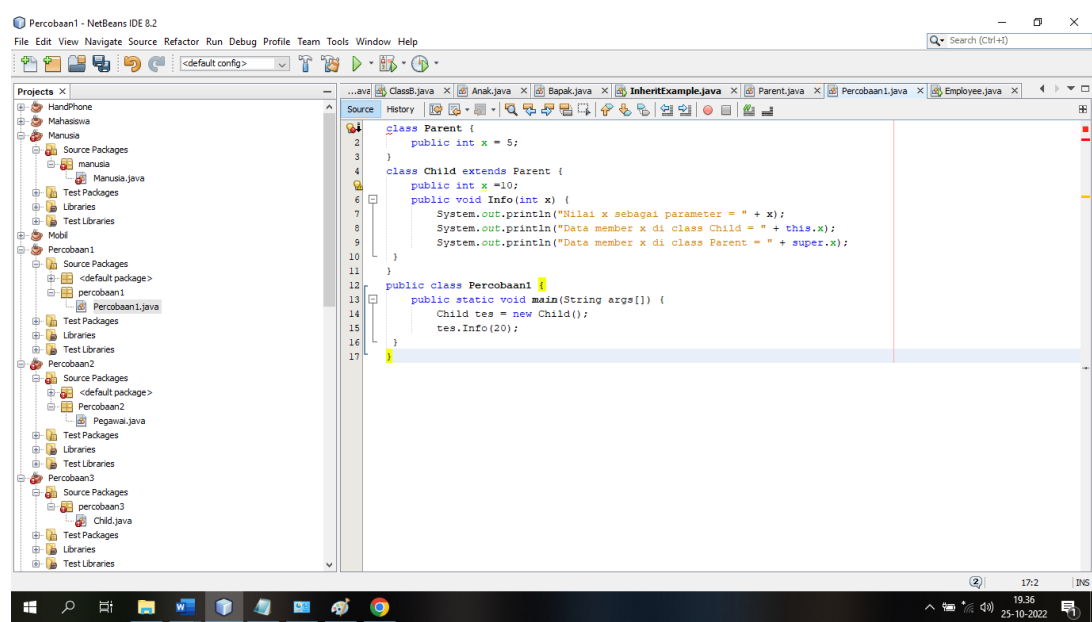 Percobaan1 - NetBeans IDE 8.2
File Edit View Navigate Source Refactor Run Debug Profile Team Tools Window Help
Search (Ctrl+I)
<default config>
Projects
HandPhone
Mahasiswa
Manusia
Source Packages
manusia
Manusia.java
Test Packages
Libraries
Test Libraries
Mobil
Percobaan1
Source Packages
<default package>
percobaan1
Percobaan1.java
Test Packages
Libraries
Test Libraries
Percobaan2
Source Packages
<default package>
Percobaan2
Pegawai.java
Test Packages
Libraries
Test Libraries
Percobaan3
Source Packages
percobaan3
Child.java
Test Packages
Libraries
Test Libraries
...ava ClassB.java Anak.java Bapak.java InheritExample.java Parent.java Percobaan1.java Employee.java
Source History
class Parent {
2 public int x = 5;
3 }
4 class Child extends Parent {
public int x =10;
6 public void Info(int x) {
7 System.out.println("Nilai x sebagai parameter = " + x);
8 System.out.println("Data member x di class Child = " + this.x);
9 System.out.println("Data member x di class Parent = " + super.x);
10 }
11 }
12 public class Percobaan1 {
13 public static void main(String args[]) {
14 Child tes = new Child();
15 tes.Info(20);
16 }
17 }
2 17:2 INS
19.36
25-10-2022